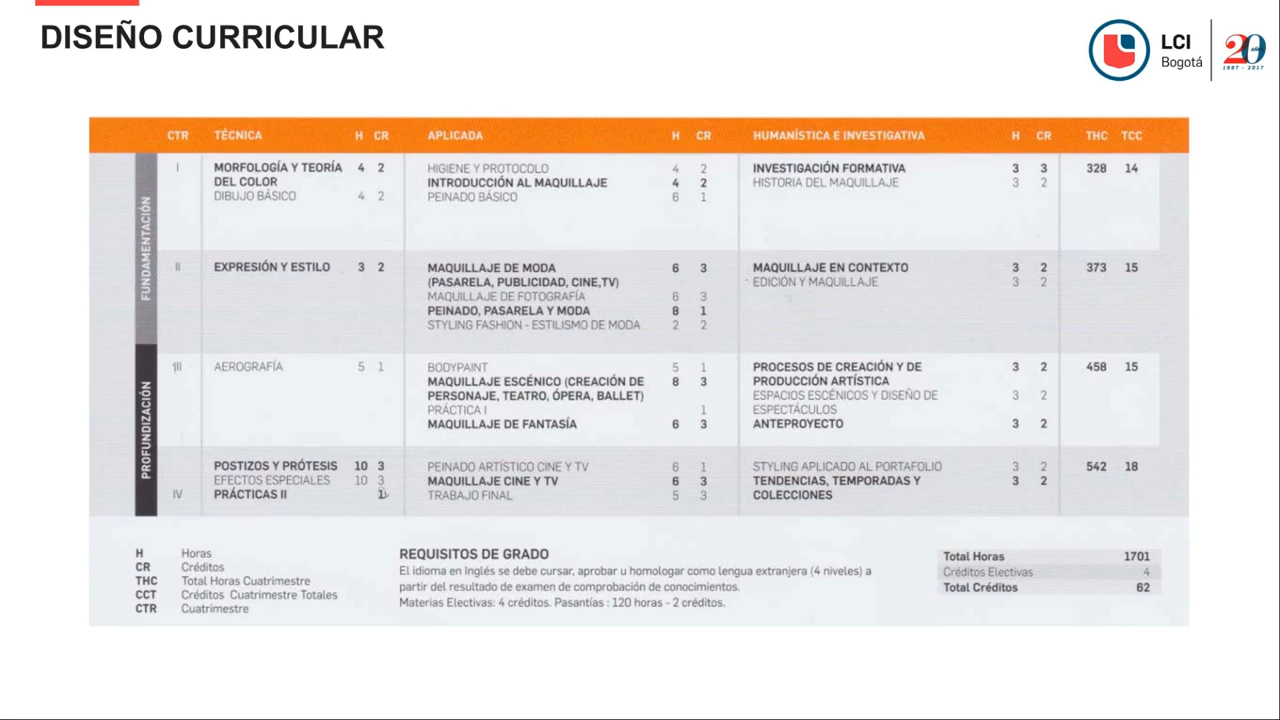 DISEÑO CURRICULAR
LCI
Bogotá
20 AÑOS
1997 - 2017
CTR TÉCNICA H CR APLICADA H CR HUMANÍSTICA E INVESTIGATIVA H CR THC TCC
FUNDAMENTACIÓN
I MORFOLOGÍA Y TEORÍA 4 2 HIGIENE Y PROTOCOLO 4 2 INVESTIGACIÓN FORMATIVA 3 3 328 14
DEL COLOR INTRODUCCIÓN AL MAQUILLAJE 4 2 HISTORIA DEL MAQUILLAJE 3 2
DIBUJO BÁSICO 4 2 PEINADO BÁSICO 6 1
II EXPRESIÓN Y ESTILO 3 2 MAQUILLAJE DE MODA 6 3 MAQUILLAJE EN CONTEXTO 3 2 373 15
(PASARELA, PUBLICIDAD, CINE,TV) EDICIÓN Y MAQUILLAJE 3 2
MAQUILLAJE DE FOTOGRAFÍA 6 3
PEINADO, PASARELA Y MODA 8 1
STYLING FASHION - ESTILISMO DE MODA 2 2
PROFUNDIZACIÓN
III AEROGRAFÍA 5 1 BODYPAINT 5 1 PROCESOS DE CREACIÓN Y DE 3 2 458 15
MAQUILLAJE ESCÉNICO (CREACIÓN DE 8 3 PRODUCCIÓN ARTÍSTICA
PERSONAJE, TEATRO, ÓPERA, BALLET) ESPACIOS ESCÉNICOS Y DISEÑO DE 3 2
PRÁCTICA I 1 ESPECTÁCULOS
MAQUILLAJE DE FANTASÍA 6 3 ANTEPROYECTO 3 2
POSTIZOS Y PRÓTESIS 10 3 PEINADO ARTÍSTICO CINE Y TV 6 1 STYLING APLICADO AL PORTAFOLIO 3 2 542 18
EFECTOS ESPECIALES 10 3 MAQUILLAJE CINE Y TV 6 3 TENDENCIAS, TEMPORADAS Y 3 2
IV PRÁCTICAS II 1 TRABAJO FINAL 5 3 COLECCIONES
H Horas
CR Créditos
THC Total Horas Cuatrimestre
CCT Créditos Cuatrimestre Totales
CTR Cuatrimestre
REQUISITOS DE GRADO
El idioma en Inglés se debe cursar, aprobar u homologar como lengua extranjera (4 niveles) a
partir del resultado de examen de comprobación de conocimientos.
Materias Electivas: 4 créditos. Pasantías : 120 horas - 2 créditos.
Total Horas 1701
Créditos Electivas 4
Total Créditos 62